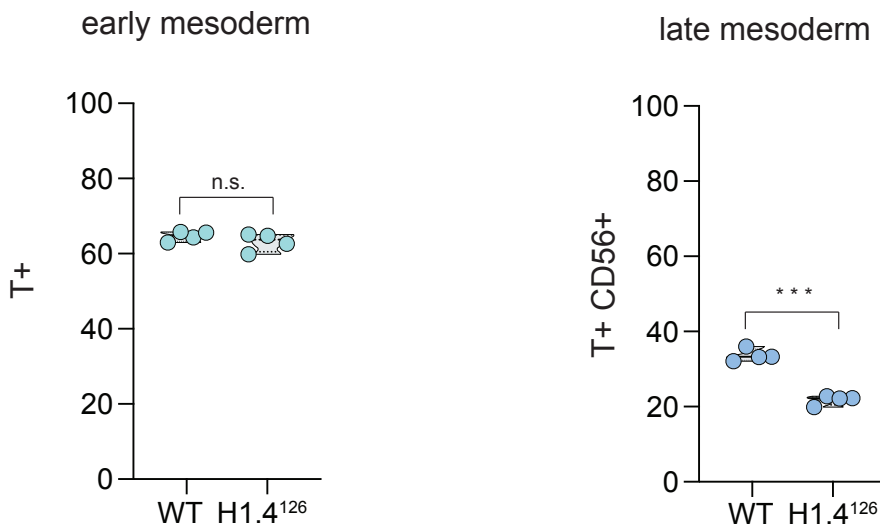 early mesoderm
T+
100
80
60
40
20
0
n.s.
WT
H1.4¹²⁶
late mesoderm
T+ CD56+
100
80
60
40
20
0
* * *
WT
H1.4¹²⁶